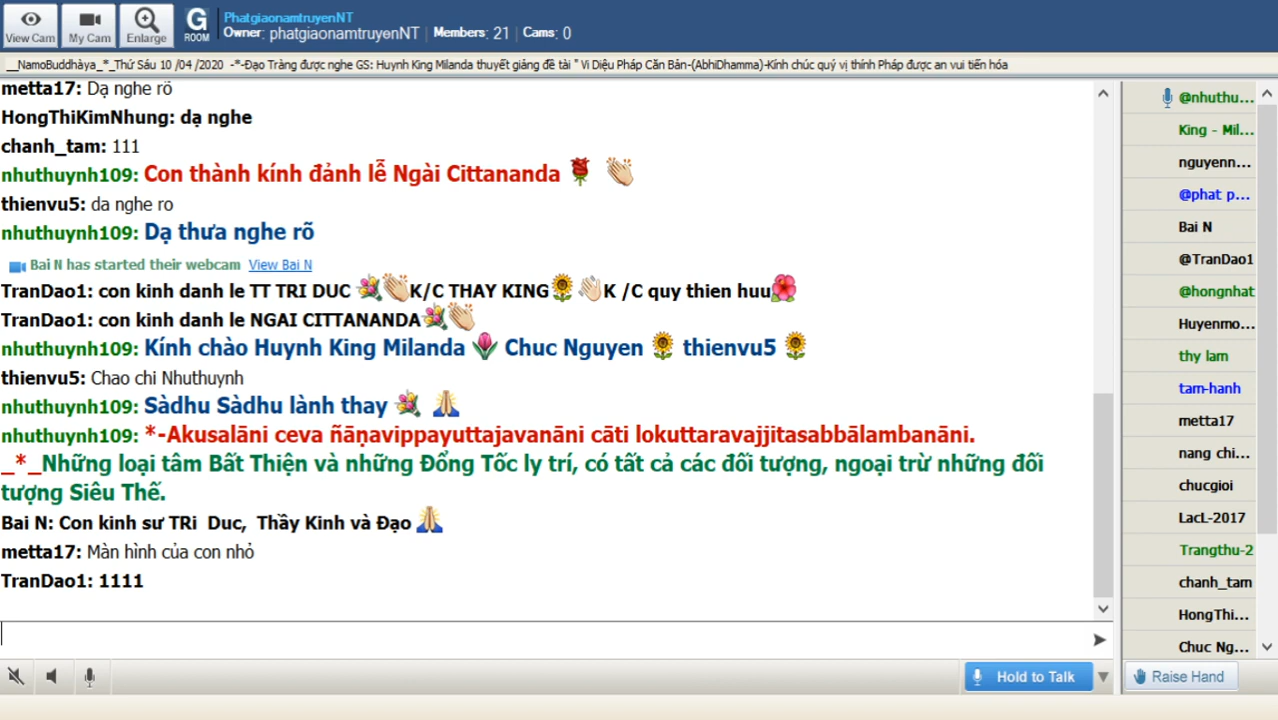 PhatgiaonamtruyenNT
View Cam My Cam Enlarge G ROOM Owner: phatgiaonamtruyenNT | Members: 21 | Cams: 0
__NamoBuddhàya_*_Thứ Sáu 10 /04 /2020 -*-Đạo Tràng được nghe GS: Huynh King Milanda thuyết giảng đề tài " Vi Diệu Pháp Căn Bản-(AbhiDhamma)-Kính chúc quý vị thính Pháp được an vui tiến hóa
metta17: Dạ nghe rõ
HongThiKimNhung: dạ nghe
chanh_tam: 111
nhuthuynh109: Con thành kính đảnh lễ Ngài Cittananda
thienvu5: da nghe ro
nhuthuynh109: Dạ thưa nghe rõ
Bai N has started their webcam View Bai N
TranDao1: con kinh danh le TT TRI DUC K/C THAY KING K /C quy thien huu
TranDao1: con kinh danh le NGAI CITTANANDA
nhuthuynh109: Kính chào Huynh King Milanda Chuc Nguyen thienvu5
thienvu5: Chao chi Nhuthuynh
nhuthuynh109: Sàdhu Sàdhu lành thay
nhuthuynh109: *-Akusalāni ceva ñāṇavippayuttajavanāni cāti lokuttaravajjitasabbālambanāni.
_*_Những loại tâm Bất Thiện và những Đổng Tốc ly trí, có tất cả các đối tượng, ngoại trừ những đối
tượng Siêu Thế.
Bai N: Con kinh sư TRi Duc, Thầy Kinh và Đạo
metta17: Màn hình của con nhỏ
TranDao1: 1111
@nhuthu...
King - Mil...
nguyenn...
@phat p...
Bai N
@TranDao1
@hongnhat
Huyenmo...
thy lam
tam-hanh
metta17
nang chi...
chucgioi
LacL-2017
Trangthu-2
chanh_tam
HongThi...
Chuc Ng...
Hold to Talk
Raise Hand